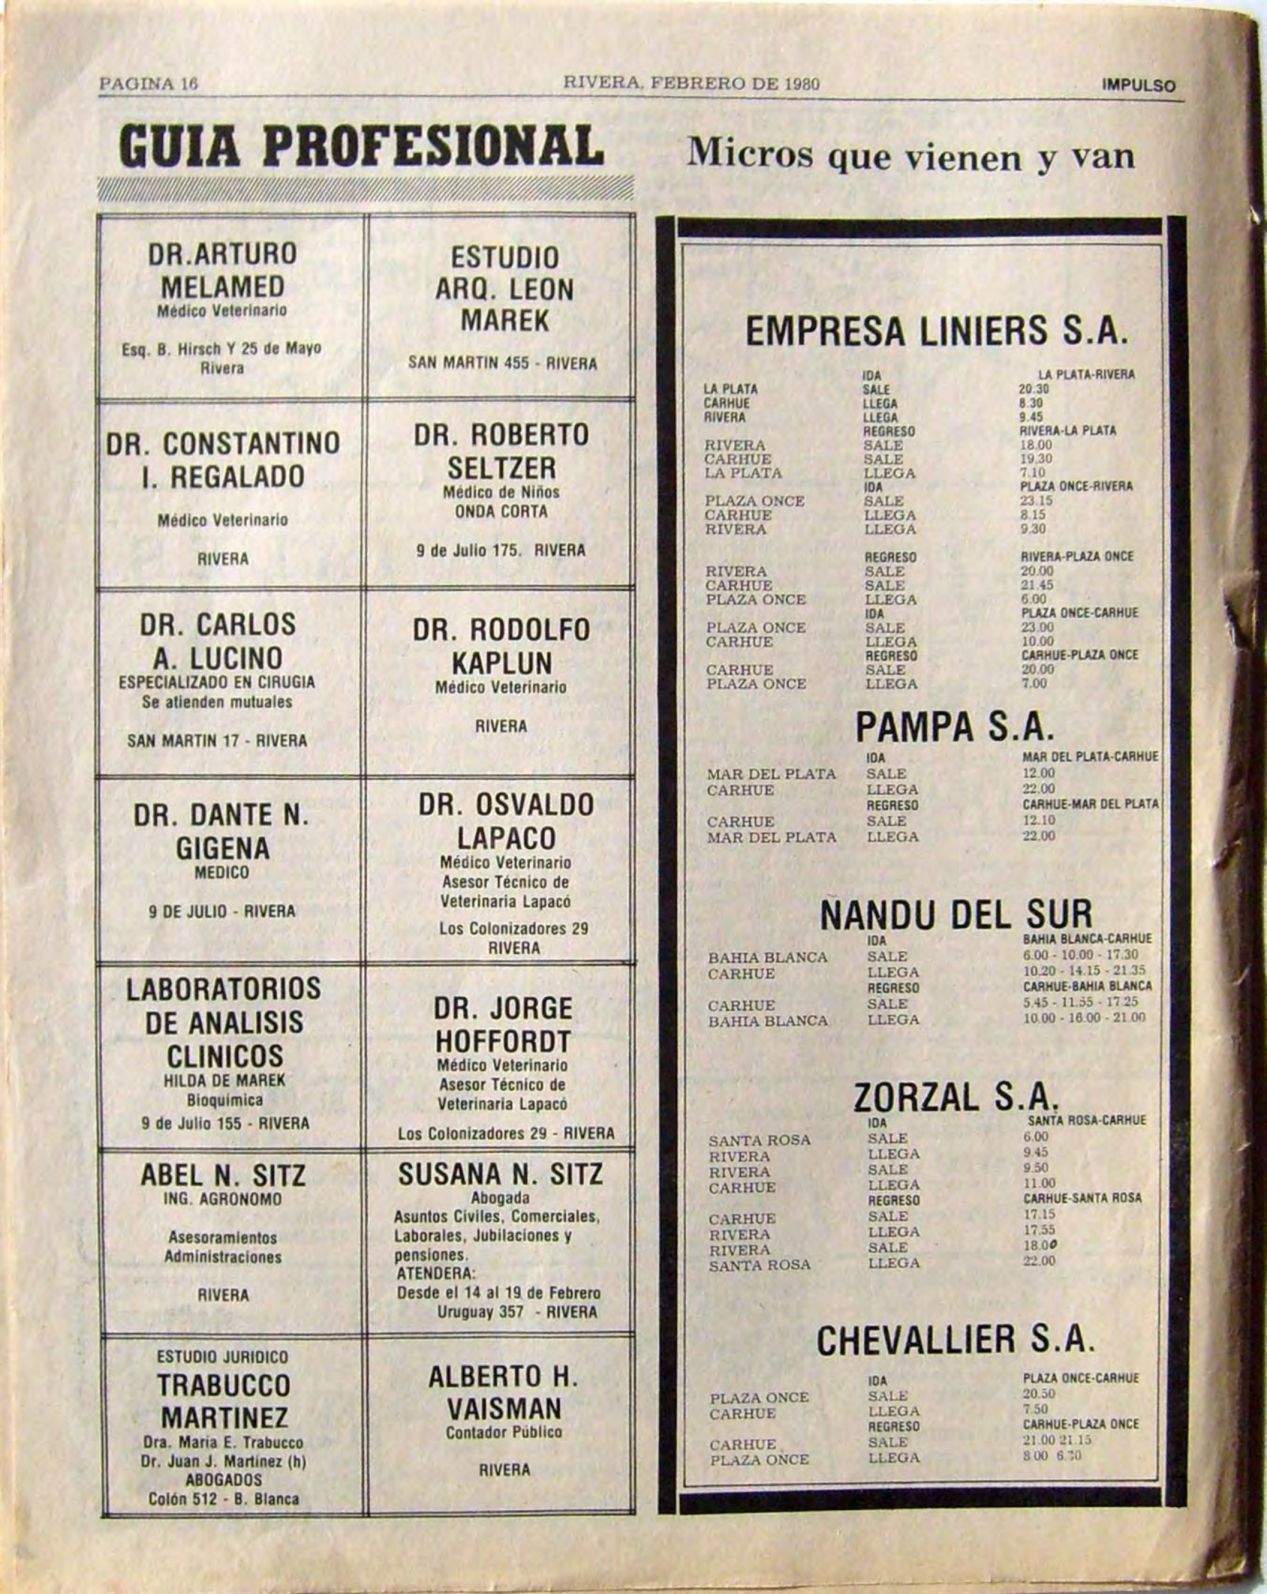 PAGINA 16
RIVERA, FEBRERO DE 1980
IMPULSO
GUIA PROFESIONAL
DR.ARTURO
MELAMED
Médico Veterinario
Esq. B. Hirsch Y 25 de Mayo
Rivera
ESTUDIO
ARQ. LEON
MAREK
SAN MARTIN 455 - RIVERA
DR. CONSTANTINO
I. REGALADO
Médico Veterinario
RIVERA
DR. ROBERTO
SELTZER
Médico de Niños
ONDA CORTA
9 de Julio 175. RIVERA
DR. CARLOS
A. LUCINO
ESPECIALIZADO EN CIRUGIA
Se atienden mutuales
SAN MARTIN 17 - RIVERA
DR. RODOLFO
KAPLUN
Médico Veterinario
RIVERA
DR. DANTE N.
GIGENA
MEDICO
9 DE JULIO - RIVERA
DR. OSVALDO
LAPACO
Médico Veterinario
Asesor Técnico de
Veterinaria Lapacó
Los Colonizadores 29
RIVERA
LABORATORIOS
DE ANALISIS
CLINICOS
HILDA DE MAREK
Bioquímica
9 de Julio 155 - RIVERA
DR. JORGE
HOFFORDT
Médico Veterinario
Asesor Técnico de
Veterinaria Lapacó
Los Colonizadores 29 - RIVERA
ABEL N. SITZ
ING. AGRONOMO
Asesoramientos
Administraciones
RIVERA
SUSANA N. SITZ
Abogada
Asuntos Civiles, Comerciales,
Laborales, Jubilaciones y
pensiones.
ATENDERA:
Desde el 14 al 19 de Febrero
Uruguay 357 - RIVERA
ESTUDIO JURIDICO
TRABUCCO
MARTINEZ
Dra. María E. Trabucco
Dr. Juan J. Martínez (h)
ABOGADOS
Colón 512 - B. Blanca
ALBERTO H.
VAISMAN
Contador Público
RIVERA
Micros que vienen y van
EMPRESA LINIERS S.A.
IDA LA PLATA-RIVERA
LA PLATA SALE 20.30
CARHUE LLEGA 8.30
RIVERA LLEGA 9.45
REGRESO RIVERA-LA PLATA
RIVERA SALE 18.00
CARHUE SALE 19.30
LA PLATA LLEGA 7.10
IDA PLAZA ONCE-RIVERA
PLAZA ONCE SALE 23.15
CARHUE LLEGA 8.15
RIVERA LLEGA 9.30
REGRESO RIVERA-PLAZA ONCE
RIVERA SALE 20.00
CARHUE SALE 21.45
PLAZA ONCE LLEGA 6.00
IDA PLAZA ONCE-CARHUE
PLAZA ONCE SALE 23.00
CARHUE LLEGA 10.00
REGRESO CARHUE-PLAZA ONCE
CARHUE SALE 20.00
PLAZA ONCE LLEGA 7.00
PAMPA S.A.
IDA MAR DEL PLATA-CARHUE
MAR DEL PLATA SALE 12.00
CARHUE LLEGA 22.00
REGRESO CARHUE-MAR DEL PLATA
CARHUE SALE 12.10
MAR DEL PLATA LLEGA 22.00
ÑANDU DEL SUR
IDA BAHIA BLANCA-CARHUE
BAHIA BLANCA SALE 6.00 - 10.00 - 17.30
CARHUE LLEGA 10.20 - 14.15 - 21.35
REGRESO CARHUE-BAHIA BLANCA
CARHUE SALE 5.45 - 11.55 - 17.25
BAHIA BLANCA LLEGA 10.00 - 16.00 - 21.00
ZORZAL S.A.
IDA SANTA ROSA-CARHUE
SANTA ROSA SALE 6.00
RIVERA LLEGA 9.45
RIVERA SALE 9.50
CARHUE LLEGA 11.00
REGRESO CARHUE-SANTA ROSA
CARHUE SALE 17.15
RIVERA LLEGA 17.55
RIVERA SALE 18.00
SANTA ROSA LLEGA 22.00
CHEVALLIER S.A.
IDA PLAZA ONCE-CARHUE
PLAZA ONCE SALE 20.50
CARHUE LLEGA 7.50
REGRESO CARHUE-PLAZA ONCE
CARHUE SALE 21.00 21.15
PLAZA ONCE LLEGA 8.00